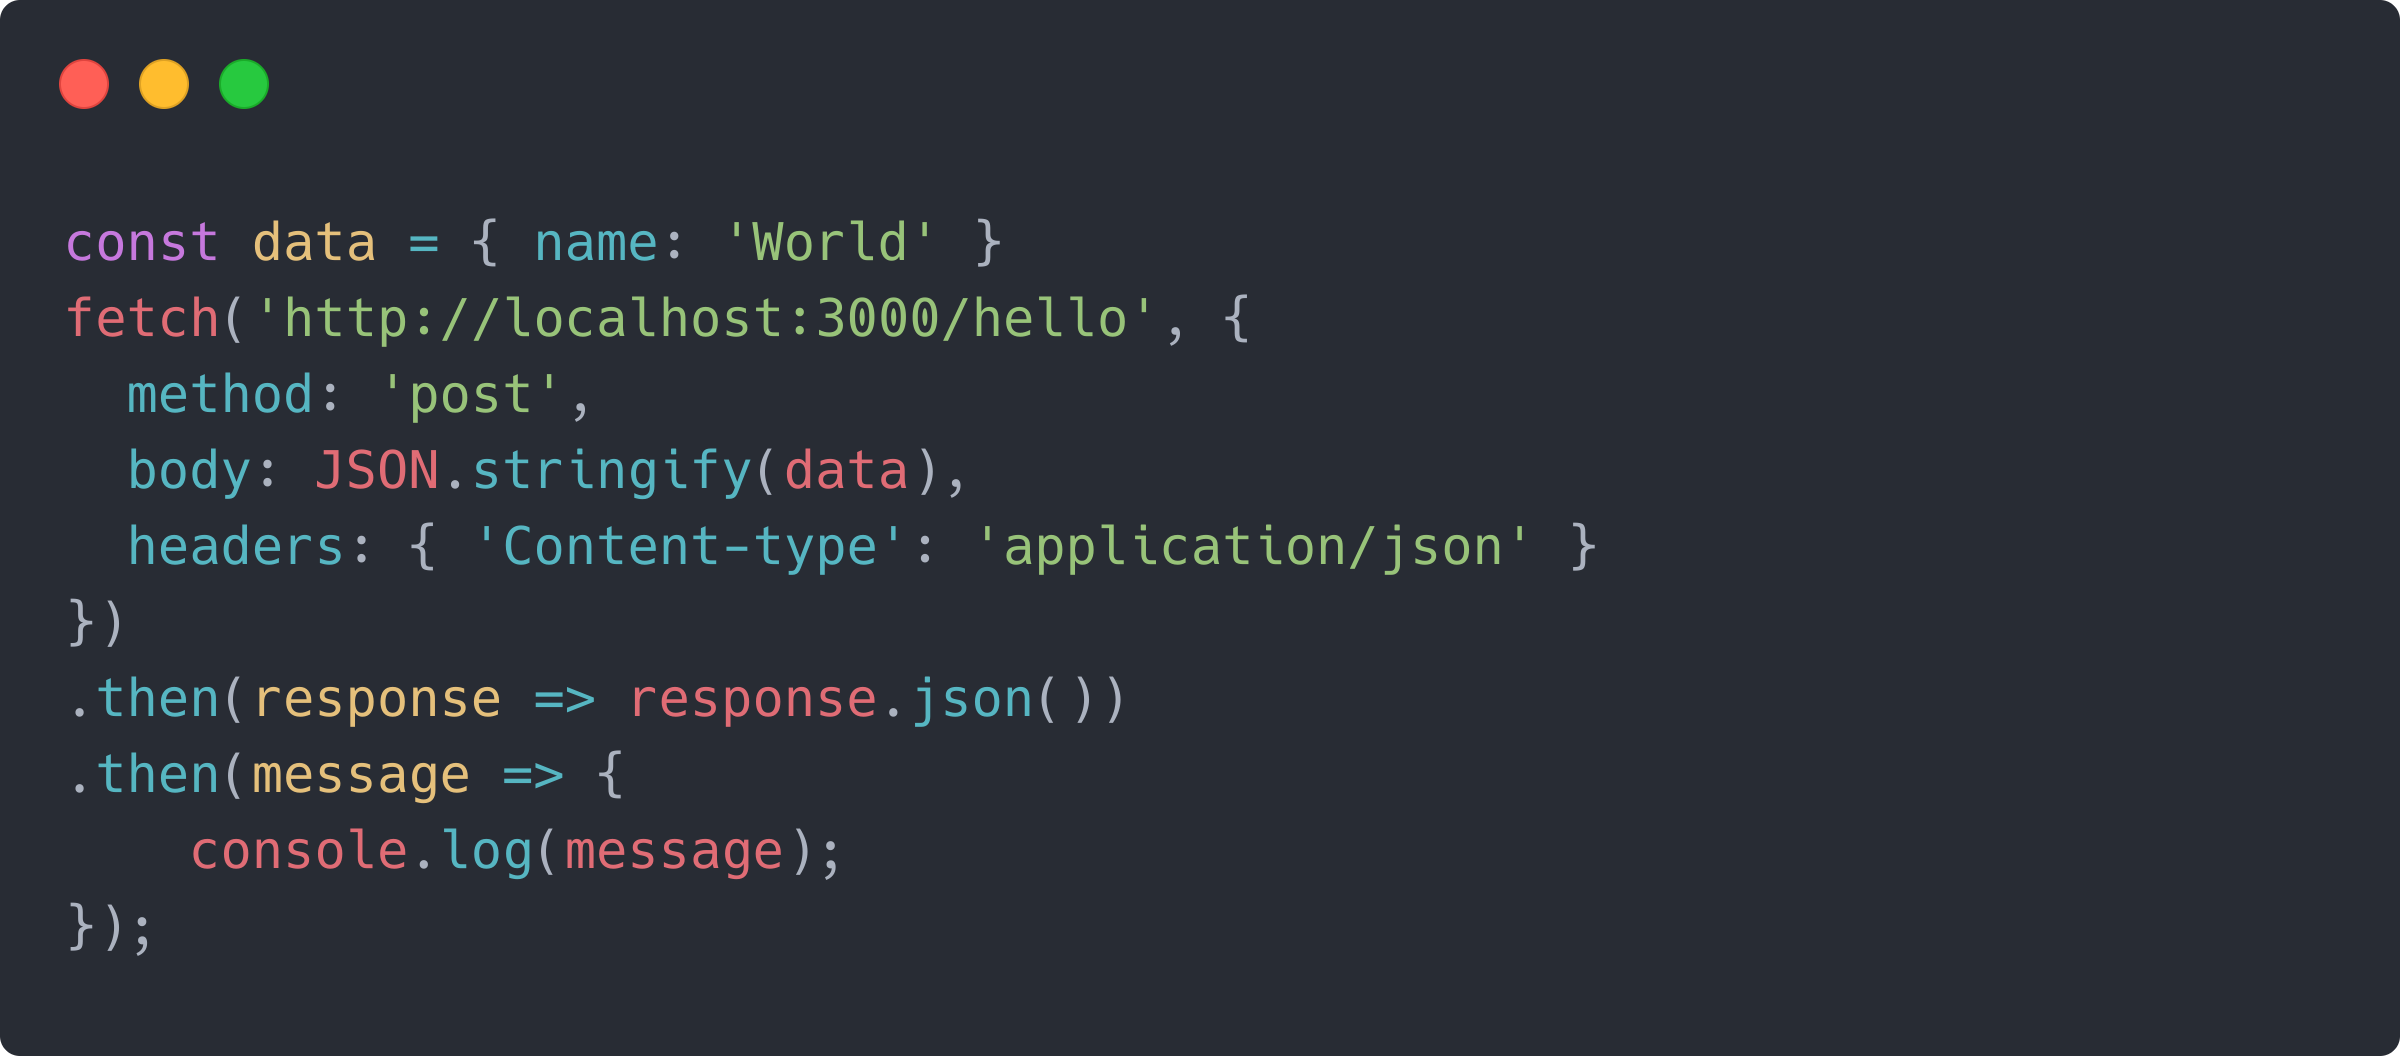 const data = { name: 'World' }
fetch('http://localhost:3000/hello', {
  method: 'post',
  body: JSON.stringify(data),
  headers: { 'Content-type': 'application/json' }
})
.then(response => response.json())
.then(message => {
    console.log(message);
});